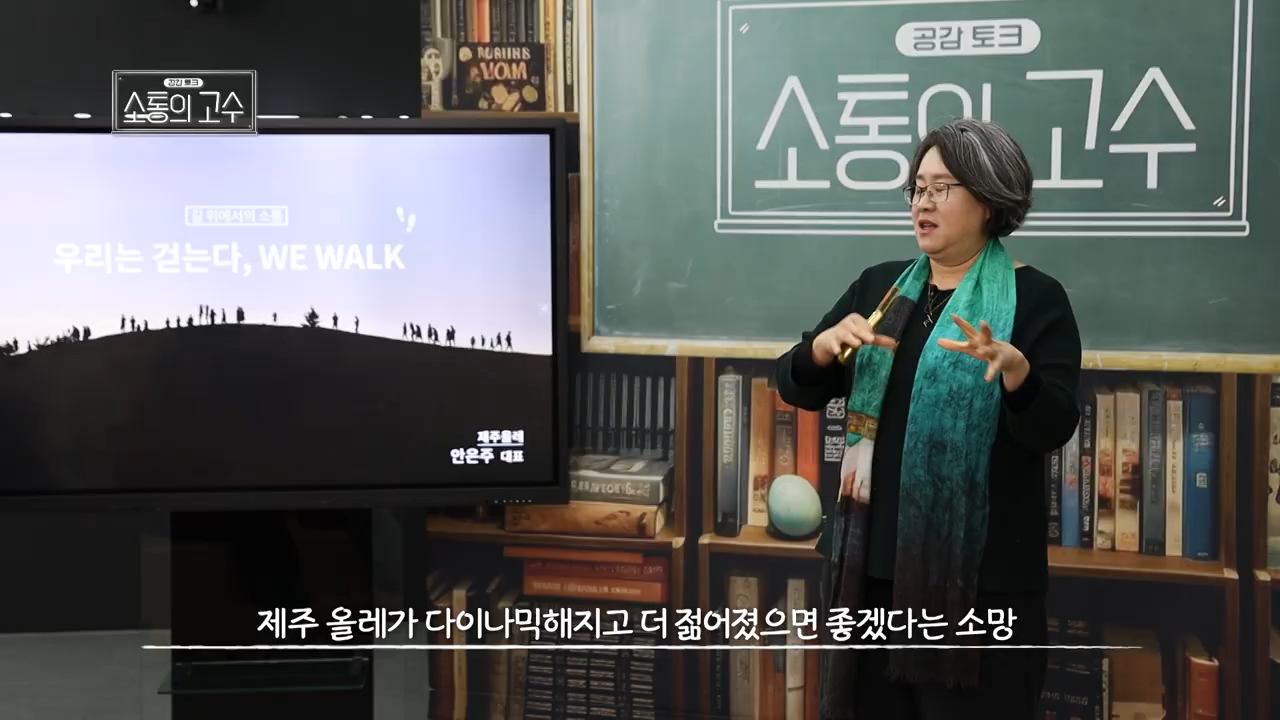 공감 토크
소통의 고수
공감 토크
소통의 고수
길 위에서의 소통
우리는 걷는다, WE WALK
제주올레
안은주 대표
제주 올레가 다이나믹해지고 더 젊어졌으면 좋겠다는 소망